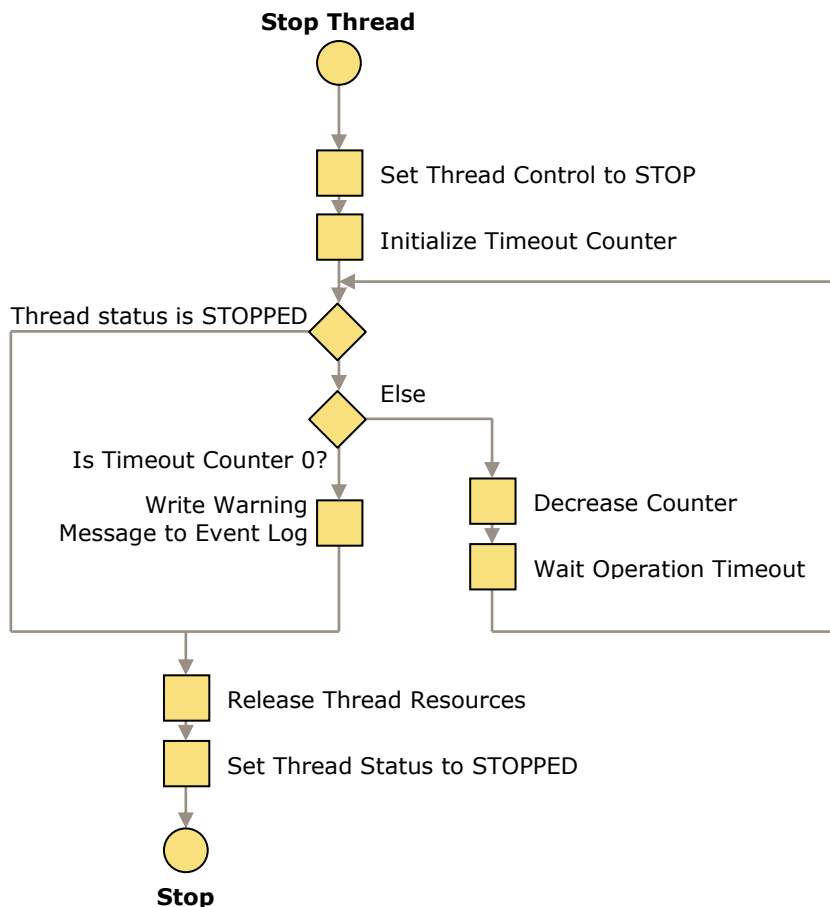 Stop Thread
Set Thread Control to STOP
Initialize Timeout Counter
Thread status is STOPPED
Else
Is Timeout Counter 0?
Write Warning
Message to Event Log
Decrease Counter
Wait Operation Timeout
Release Thread Resources
Set Thread Status to STOPPED
Stop